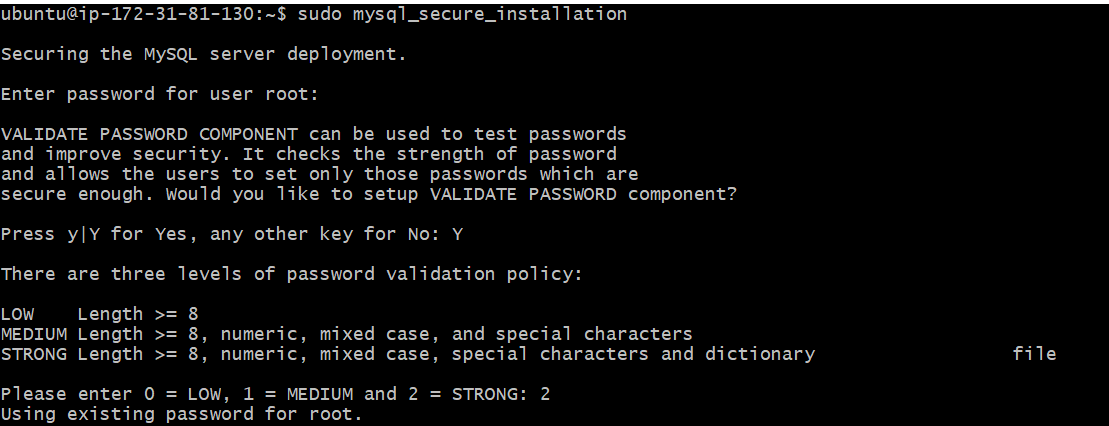 ubuntu@ip-172-31-81-130:~$ sudo mysql_secure_installation
Securing the MySQL server deployment.
Enter password for user root:
VALIDATE PASSWORD COMPONENT can be used to test passwords
and improve security. It checks the strength of password
and allows the users to set only those passwords which are
secure enough. Would you like to setup VALIDATE PASSWORD component?
Press y|Y for Yes, any other key for No: Y
There are three levels of password validation policy:
LOW    Length >= 8
MEDIUM Length >= 8, numeric, mixed case, and special characters
STRONG Length >= 8, numeric, mixed case, special characters and dictionary                  file
Please enter 0 = LOW, 1 = MEDIUM and 2 = STRONG: 2
Using existing password for root.